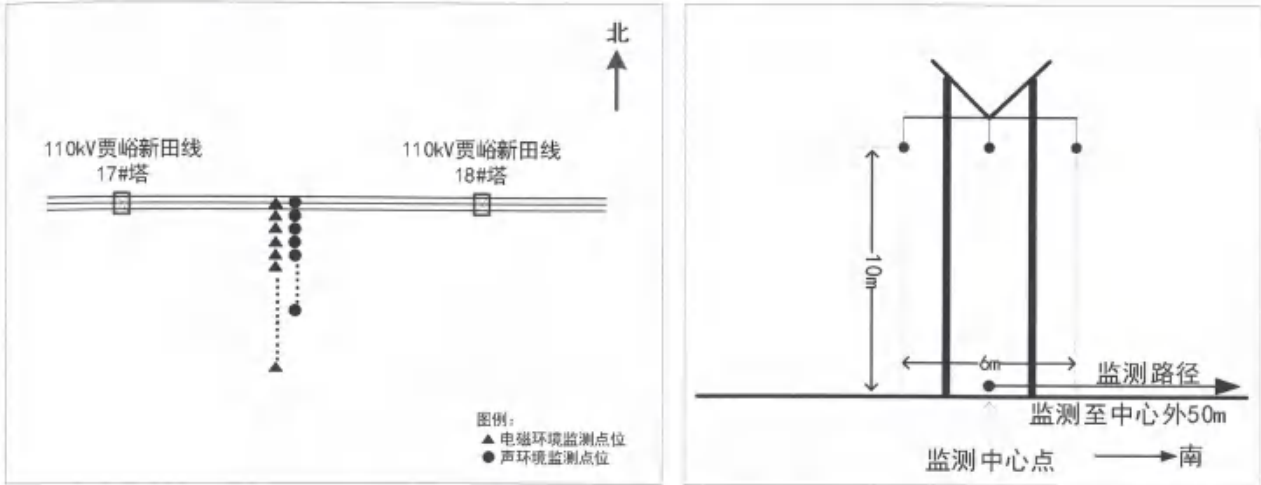 北
110kV贾峪新田线
17#塔
110kV贾峪新田线
18#塔
图例：
电磁环境监测点位
声环境监测点位
10m
6m
监测路径
监测至中心外50m
监测中心点
南